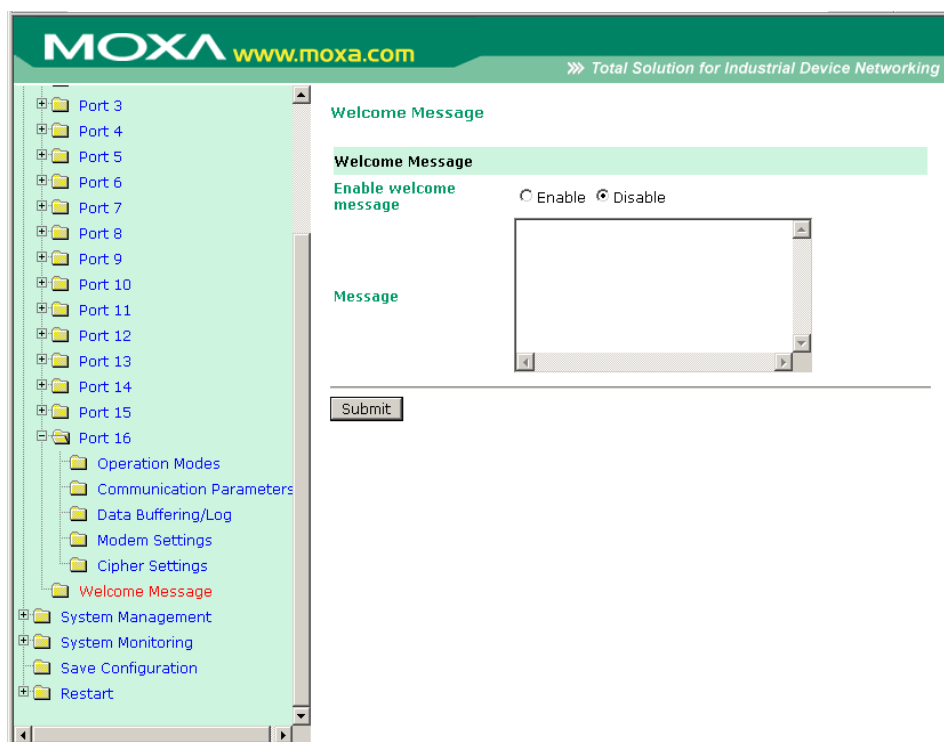 MOXA www.moxa.com
Total Solution for Industrial Device Networking
Port 3
Port 4
Port 5
Port 6
Port 7
Port 8
Port 9
Port 10
Port 11
Port 12
Port 13
Port 14
Port 15
Port 16
Operation Modes
Communication Parameters
Data Buffering/Log
Modem Settings
Cipher Settings
Welcome Message
System Management
System Monitoring
Save Configuration
Restart
Welcome Message
Welcome Message
Enable welcome
message
Enable Disable
Message
Submit